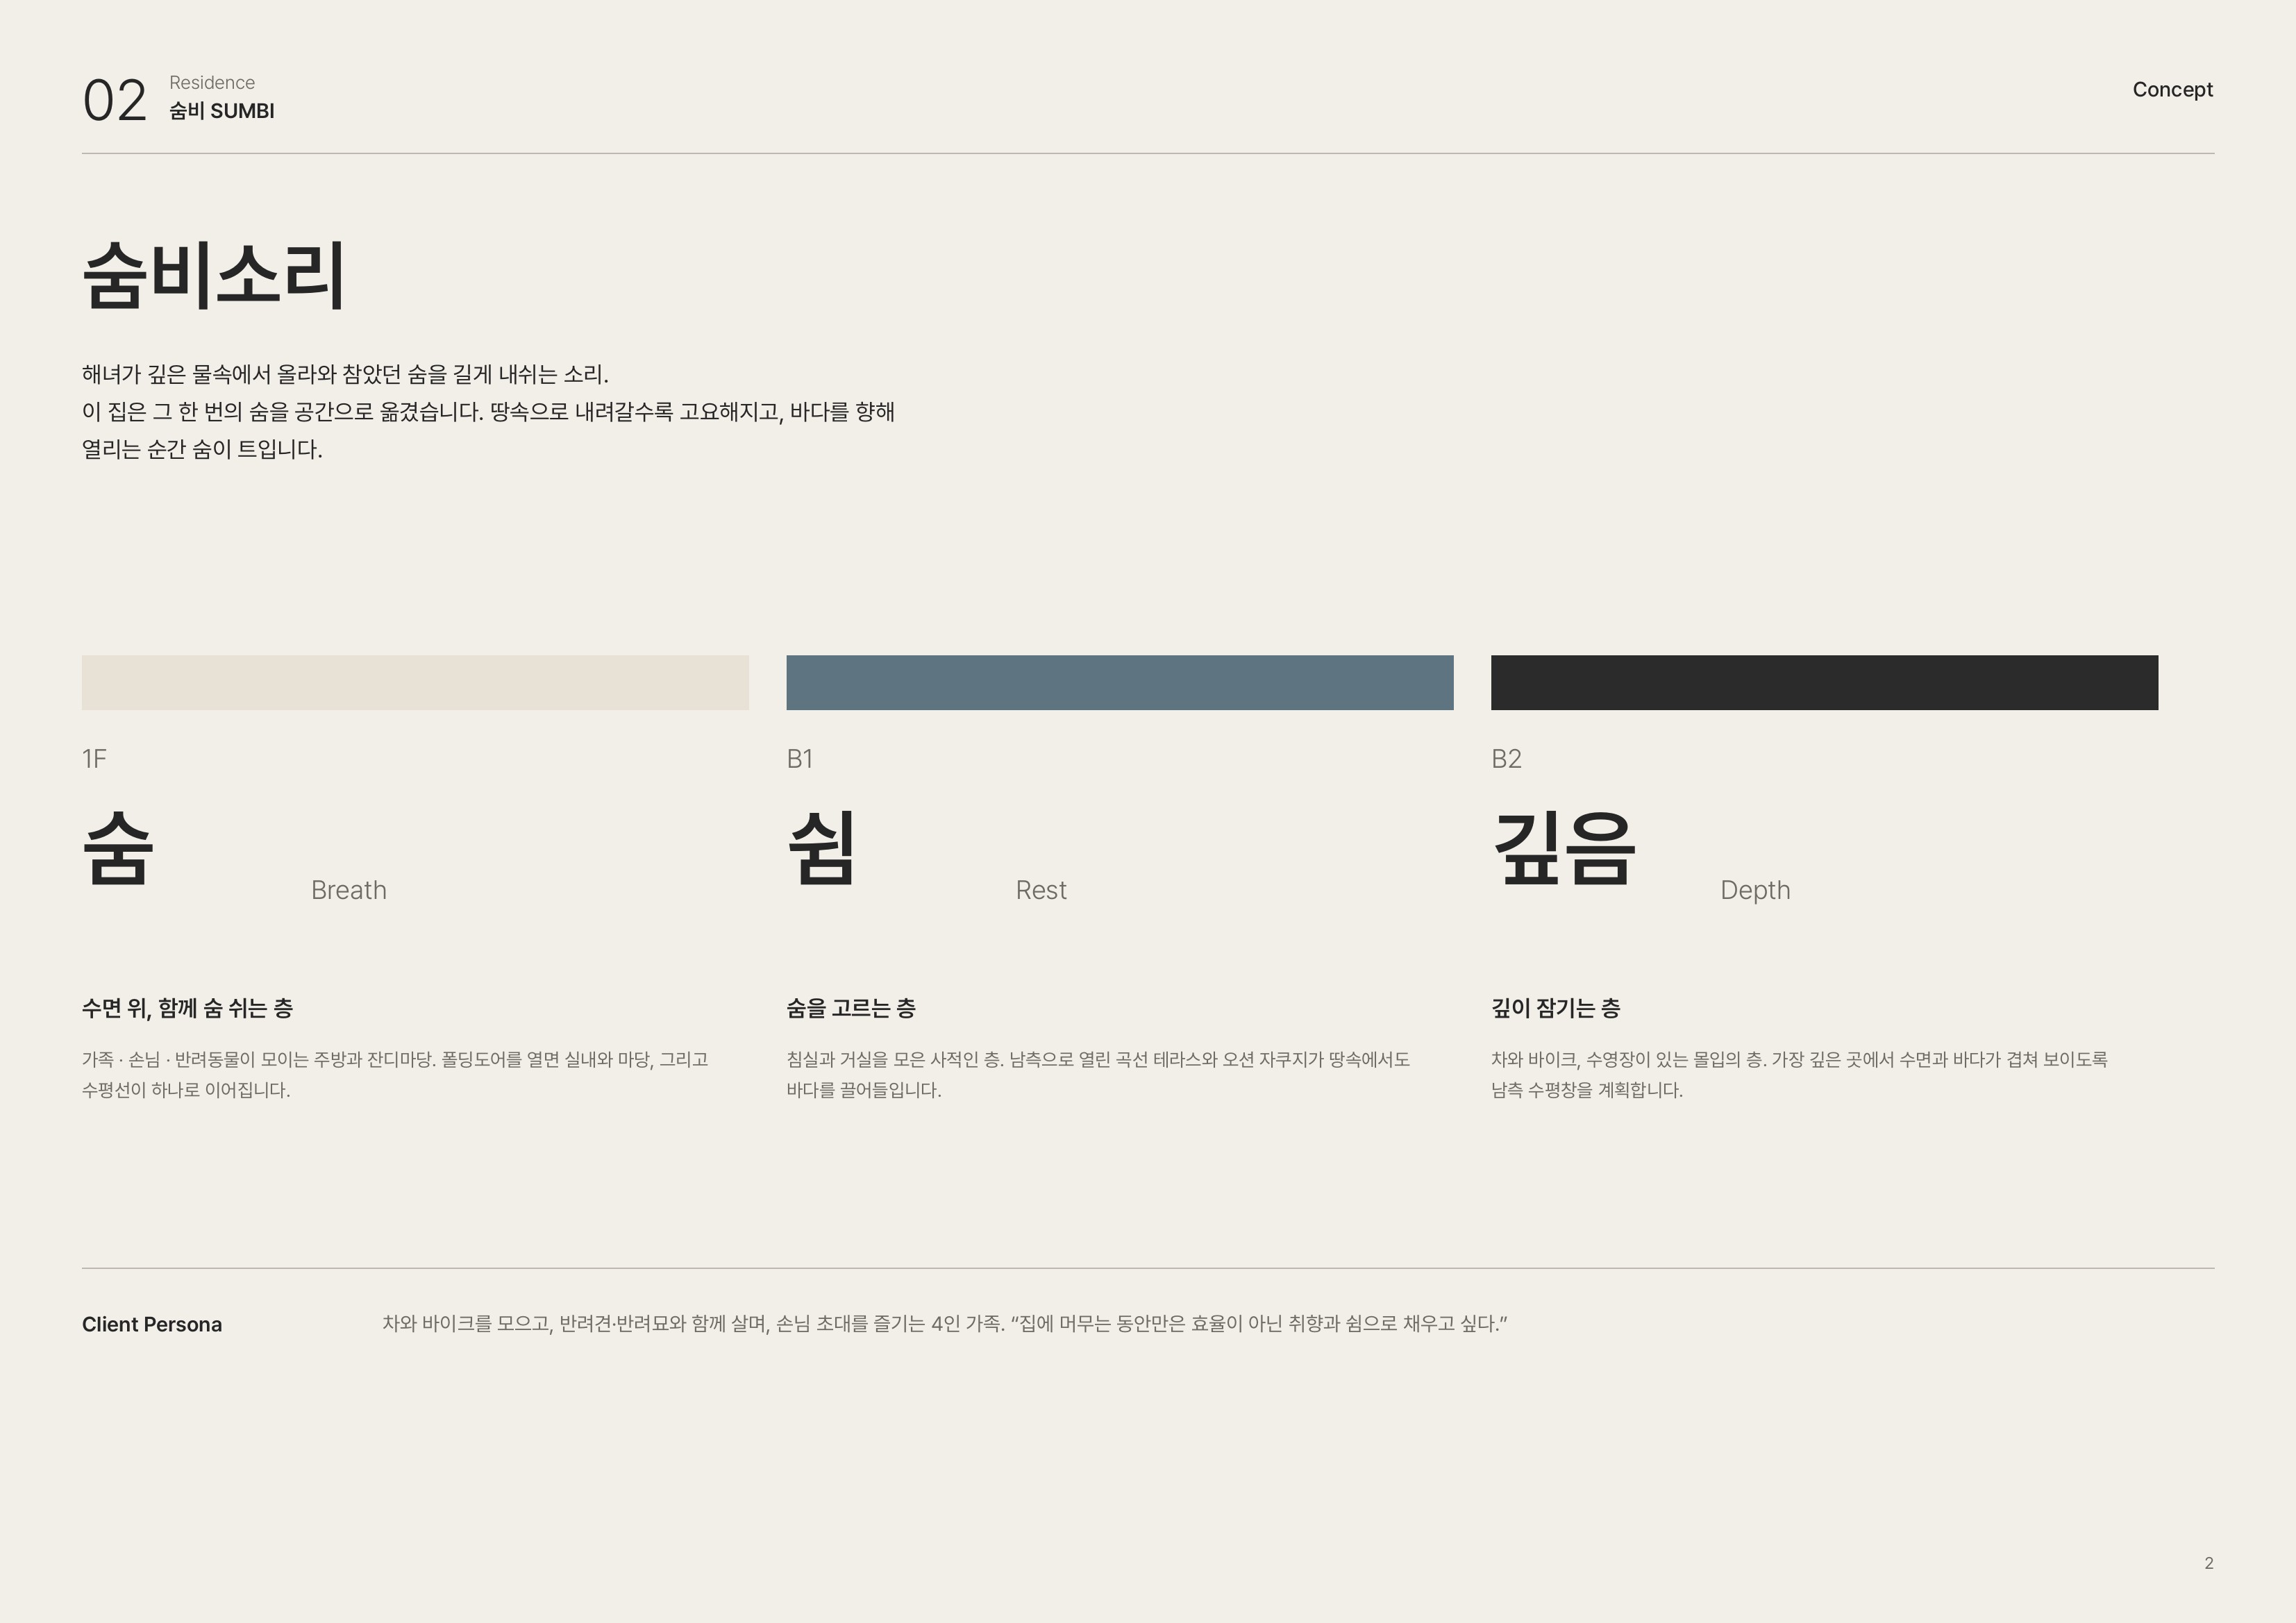 02
Residence
숨비 SUMBI
Concept
숨비소리
해녀가 깊은 물속에서 올라와 참았던 숨을 길게 내쉬는 소리.
이 집은 그 한 번의 숨을 공간으로 옮겼습니다. 땅속으로 내려갈수록 고요해지고, 바다를 향해
열리는 순간 숨이 트입니다.
1F
숨
Breath
수면 위, 함께 숨 쉬는 층
가족 · 손님 · 반려동물이 모이는 주방과 잔디마당. 폴딩도어를 열면 실내와 마당, 그리고
수평선이 하나로 이어집니다.
B1
쉼
Rest
숨을 고르는 층
침실과 거실을 모은 사적인 층. 남측으로 열린 곡선 테라스와 오션 자쿠지가 땅속에서도
바다를 끌어들입니다.
B2
깊음
Depth
깊이 잠기는 층
차와 바이크, 수영장이 있는 몰입의 층. 가장 깊은 곳에서 수면과 바다가 겹쳐 보이도록
남측 수평창을 계획합니다.
Client Persona
차와 바이크를 모으고, 반려견·반려묘와 함께 살며, 손님 초대를 즐기는 4인 가족. “집에 머무는 동안만은 효율이 아닌 취향과 쉼으로 채우고 싶다.”
2